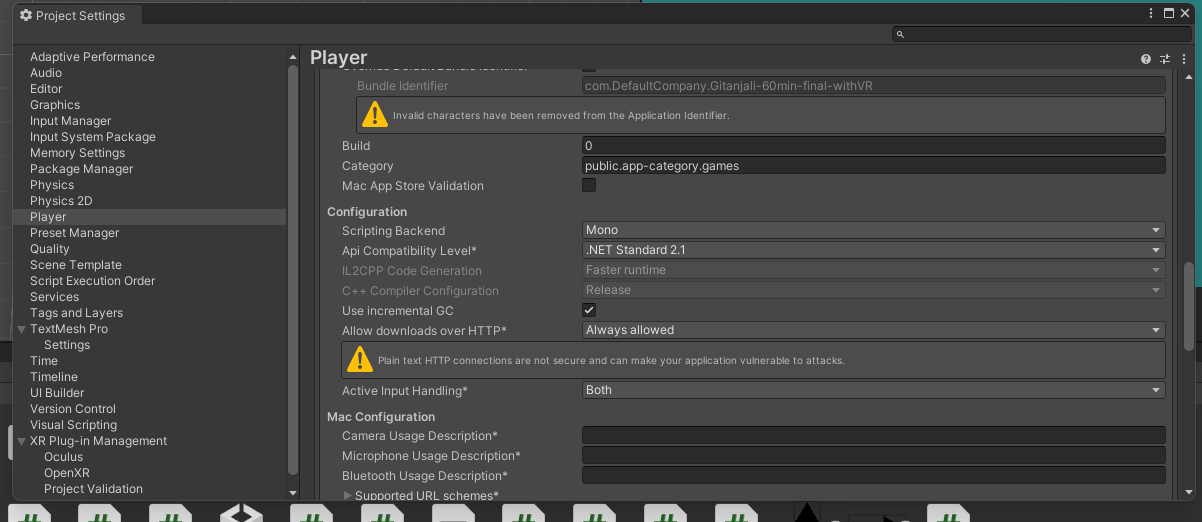 Project Settings
Adaptive Performance
Audio
Editor
Graphics
Input Manager
Input System Package
Memory Settings
Package Manager
Physics
Physics 2D
Player
Preset Manager
Quality
Scene Template
Script Execution Order
Services
Tags and Layers
TextMesh Pro
Settings
Time
Timeline
UI Builder
Version Control
Visual Scripting
XR Plug-in Management
Oculus
OpenXR
Project Validation
Player
Override Default Bundle Identifier
Bundle Identifier com.DefaultCompany.Gitanjali-60min-final-withVR
Invalid characters have been removed from the Application Identifier.
Build 0
Category public.app-category.games
Mac App Store Validation
Configuration
Scripting Backend Mono
Api Compatibility Level* .NET Standard 2.1
IL2CPP Code Generation Faster runtime
C++ Compiler Configuration Release
Use incremental GC
Allow downloads over HTTP* Always allowed
Plain text HTTP connections are not secure and can make your application vulnerable to attacks.
Active Input Handling* Both
Mac Configuration
Camera Usage Description*
Microphone Usage Description*
Bluetooth Usage Description*
Supported URL schemes*